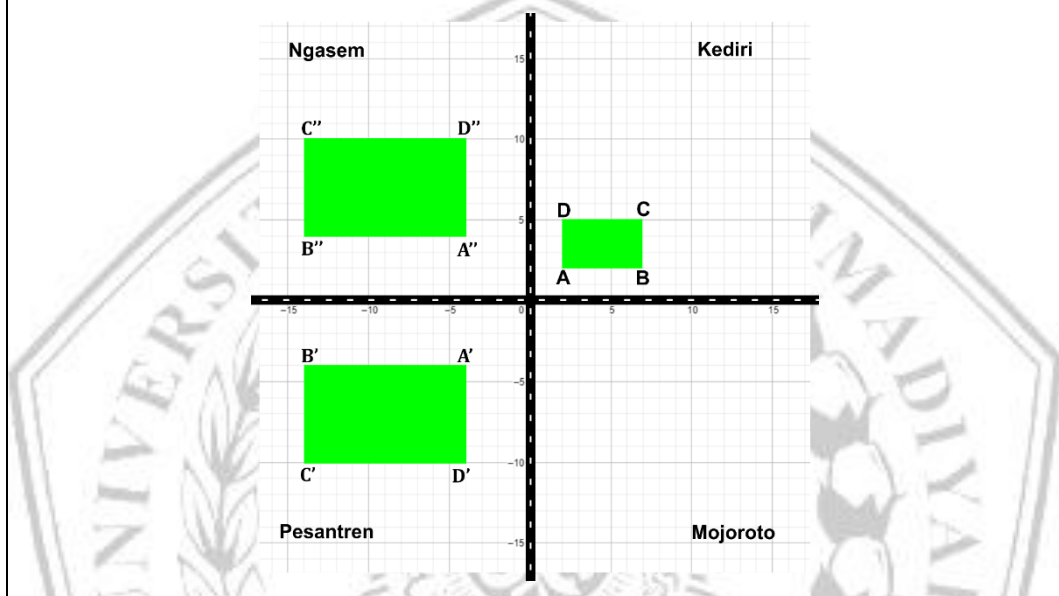 Ngasem Kediri
15
C’’ D’’
10
D C
5
B’’ A’’
A B
−15 −10 −5 0 5 10 15
B’ A’
−5
−10
C’ D’
Pesantren Mojoroto
−15